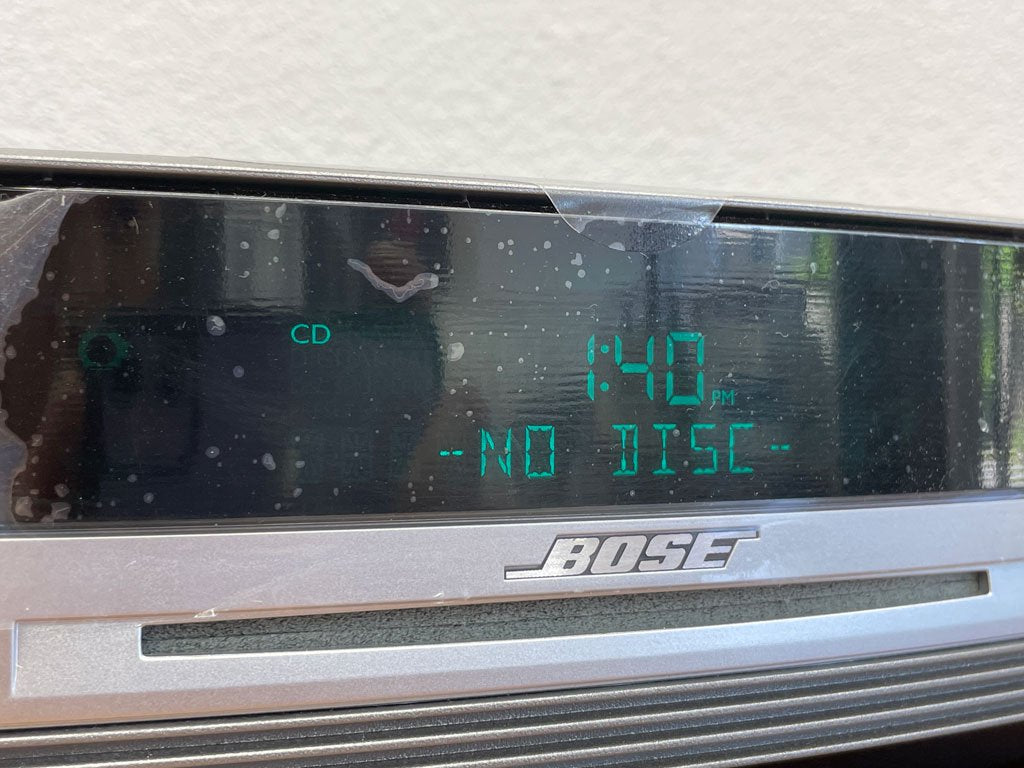 CD
1:40 PM
-NO DISC-
BOSE